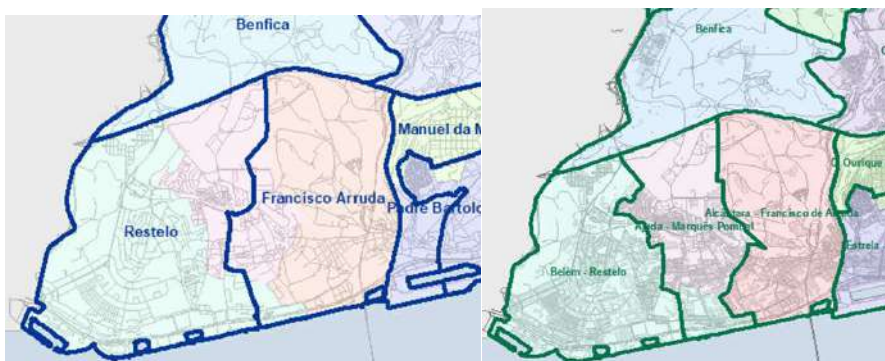 Benfica
Manuel da M
Francisco Arruda
Padre Bartolo
Restelo
Benfica
C. Ourique
Alcântara - Francisco de Arruda
Ajuda - Marquês Pombal
Estrela
Belém - Restelo